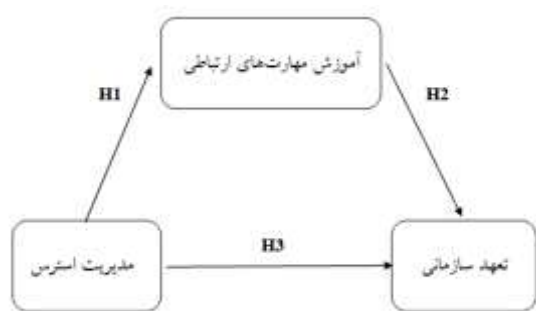 آموزش مهارت‌های ارتباطی
H1
H2
مدیریت استرس
H3
تعهد سازمانی